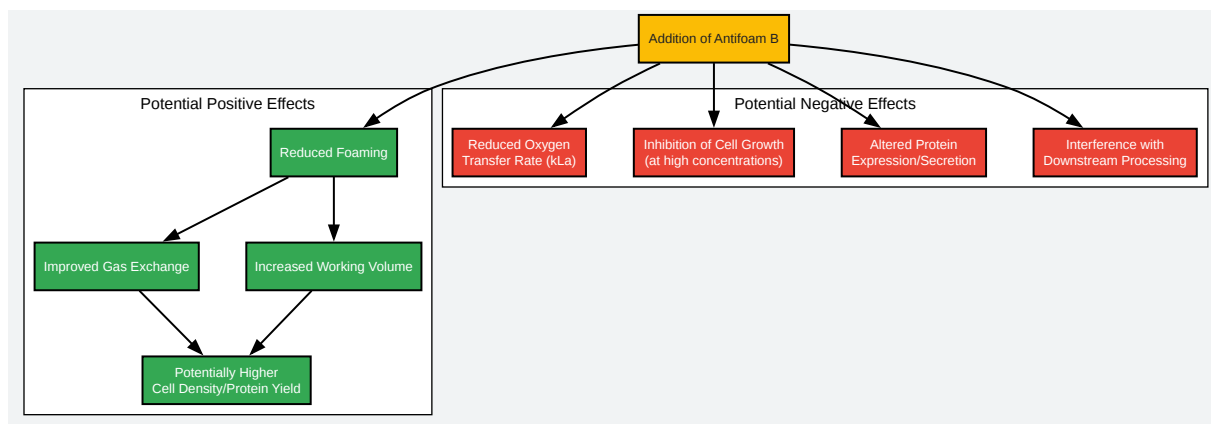 Addition of Antifoam B
Potential Positive Effects
Potential Negative Effects
Reduced Foaming
Reduced Oxygen
Transfer Rate (kLa)
Inhibition of Cell Growth
(at high concentrations)
Altered Protein
Expression/Secretion
Interference with
Downstream Processing
Improved Gas Exchange
Increased Working Volume
Potentially Higher
Cell Density/Protein Yield